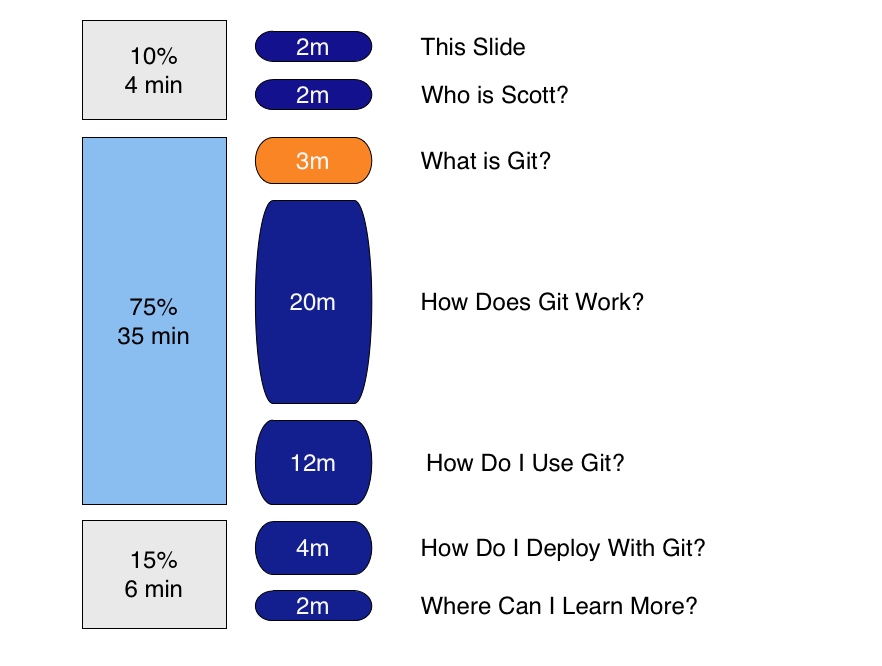 10%
4 min
2m This Slide
2m Who is Scott?
75%
35 min
3m What is Git?
20m How Does Git Work?
12m How Do I Use Git?
15%
6 min
4m How Do I Deploy With Git?
2m Where Can I Learn More?